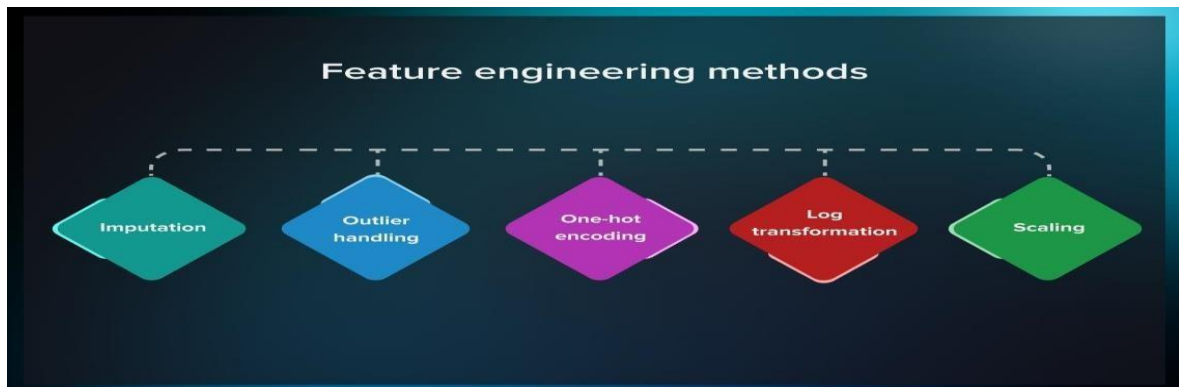 Feature engineering methods
Imputation
Outlier
handling
One-hot
encoding
Log
transformation
Scaling